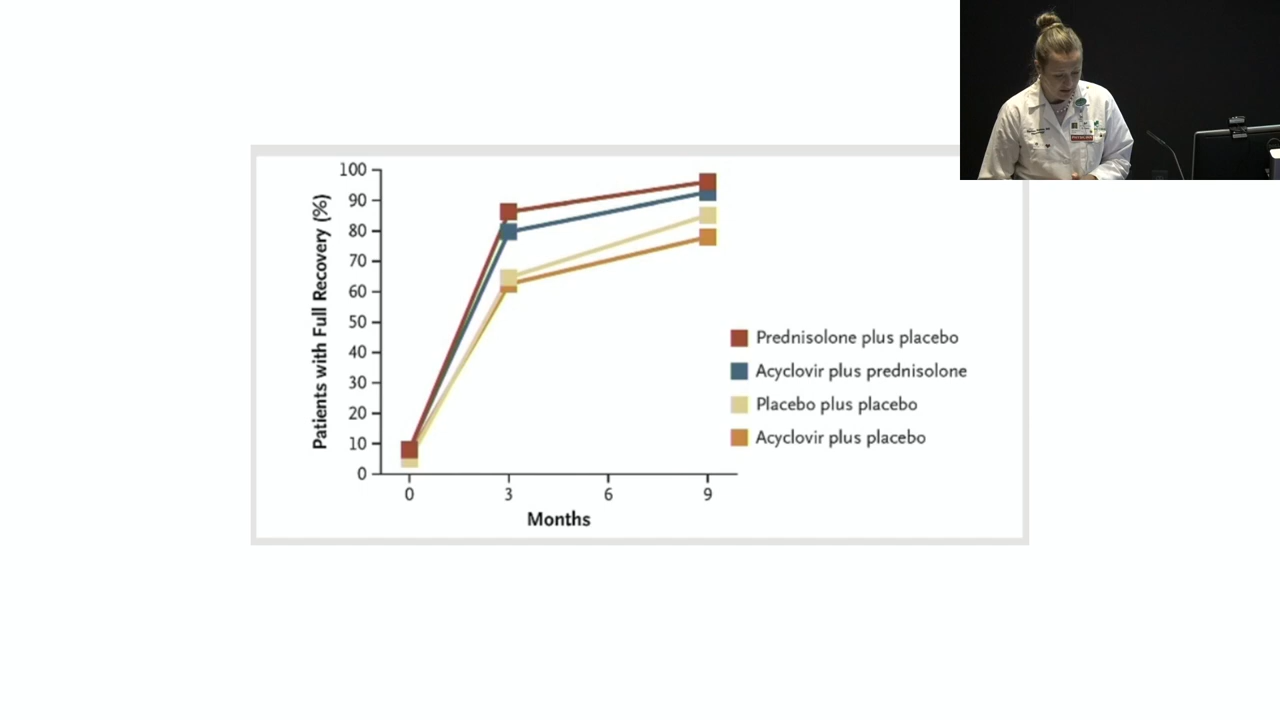 Patients with Full Recovery (%)
100
90
80
70
60
50
40
30
20
10
0
0 3 6 9
Months
Prednisolone plus placebo
Acyclovir plus prednisolone
Placebo plus placebo
Acyclovir plus placebo